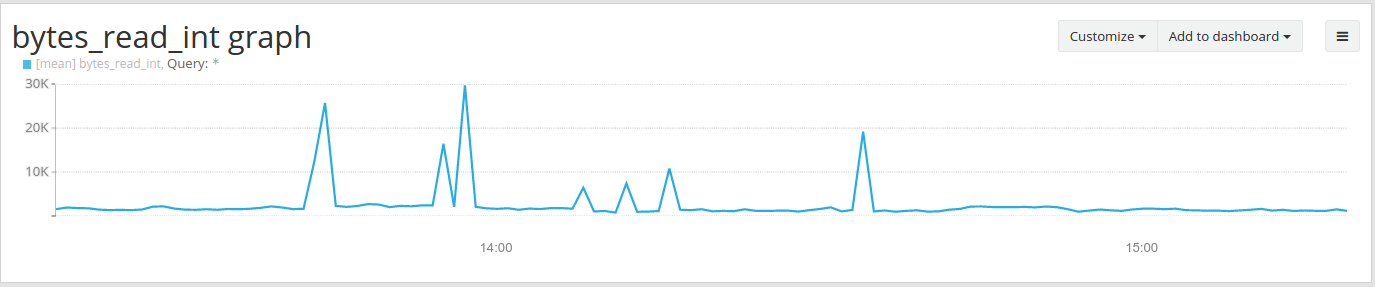 bytes_read_int graph
Customize
Add to dashboard
[mean] bytes_read_int, Query: *
30K
20K
10K
14:00
15:00